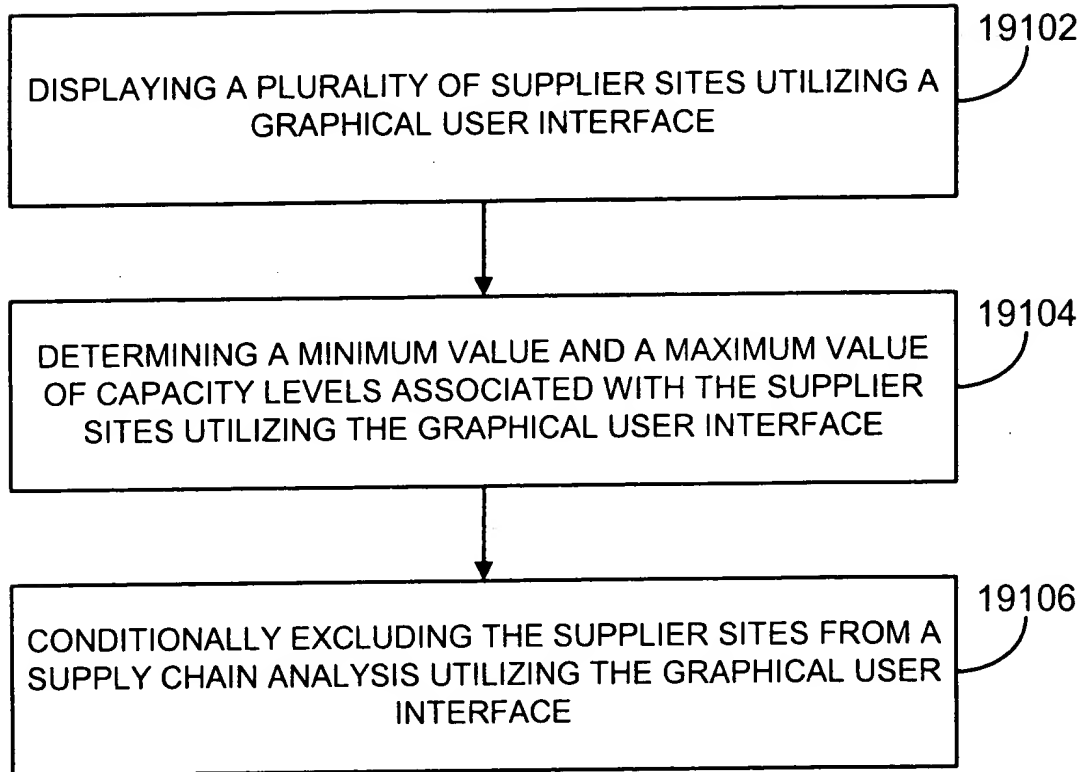 19102
DISPLAYING A PLURALITY OF SUPPLIER SITES UTILIZING A
GRAPHICAL USER INTERFACE
19104
DETERMINING A MINIMUM VALUE AND A MAXIMUM VALUE
OF CAPACITY LEVELS ASSOCIATED WITH THE SUPPLIER
SITES UTILIZING THE GRAPHICAL USER INTERFACE
19106
CONDITIONALLY EXCLUDING THE SUPPLIER SITES FROM A
SUPPLY CHAIN ANALYSIS UTILIZING THE GRAPHICAL USER
INTERFACE